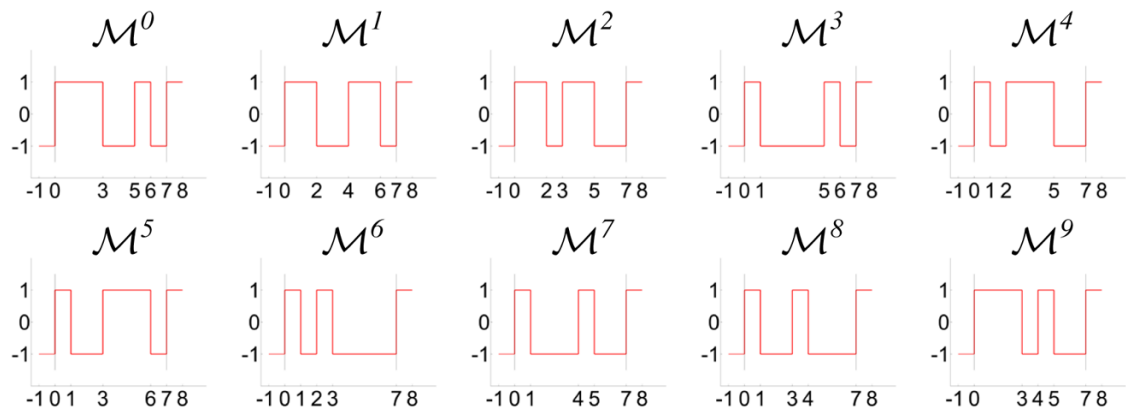 M⁰ M¹ M² M³ M⁴
1 1 1 1 1
0 0 0 0 0
-1 -1 -1 -1 -1
-1 0 3 5 6 7 8 -1 0 2 4 6 7 8 -1 0 2 3 5 7 8 -1 0 1 5 6 7 8 -1 0 1 2 5 7 8
M⁵ M⁶ M⁷ M⁸ M⁹
1 1 1 1 1
0 0 0 0 0
-1 -1 -1 -1 -1
-1 0 1 3 6 7 8 -1 0 1 2 3 7 8 -1 0 1 4 5 7 8 -1 0 1 3 4 7 8 -1 0 3 4 5 7 8